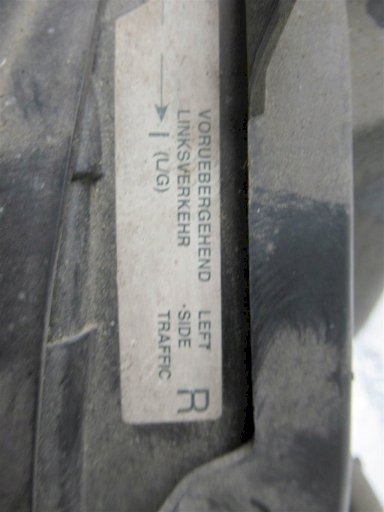 VORUEBERGEHEND LEFT
LINKSVERKEHR -SIDE
I (L/G) TRAFFIC
R